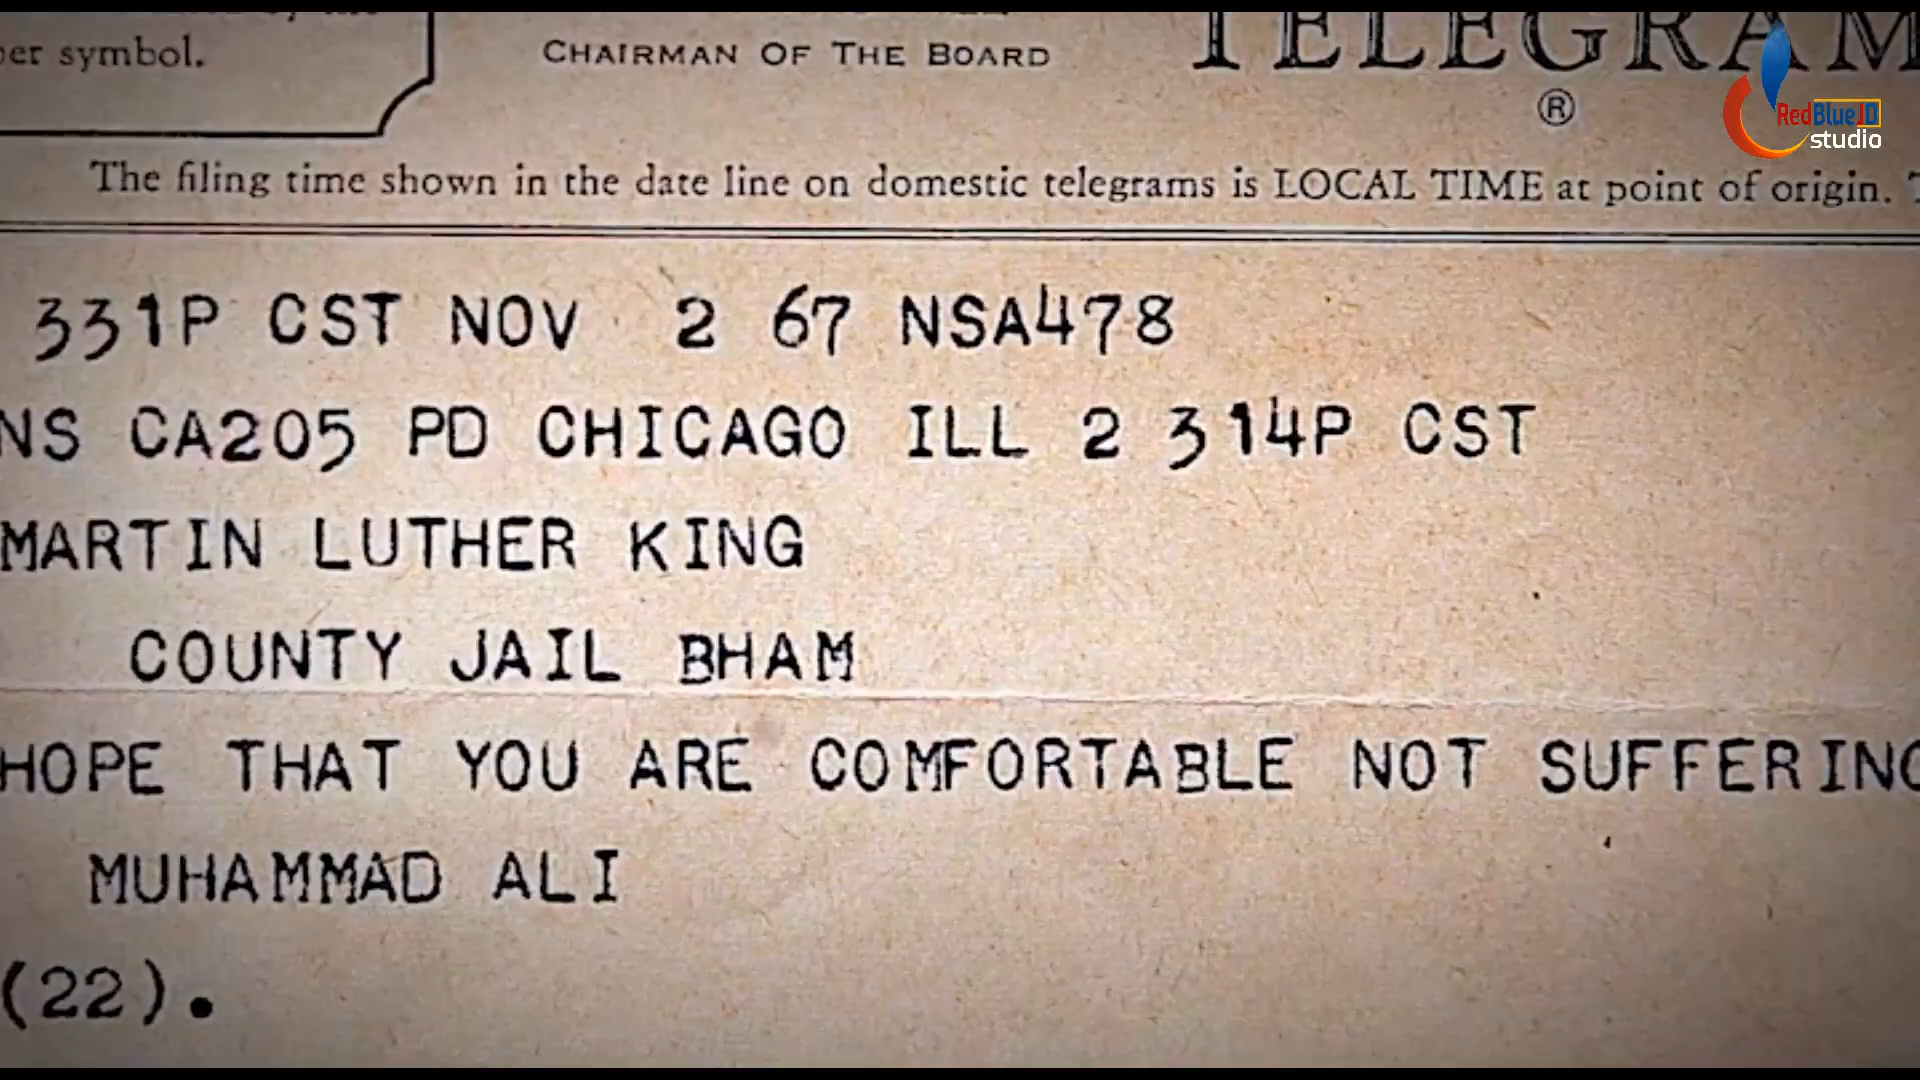 er symbol.
CHAIRMAN OF THE BOARD
TELEGRAM
®
RedBlueID
studio
The filing time shown in the date line on domestic telegrams is LOCAL TIME at point of origin.
331P CST NOV 2 67 NSA478
NS CA205 PD CHICAGO ILL 2 314P CST
MARTIN LUTHER KING
COUNTY JAIL BHAM
HOPE THAT YOU ARE COMFORTABLE NOT SUFFERING
MUHAMMAD ALI
(22).